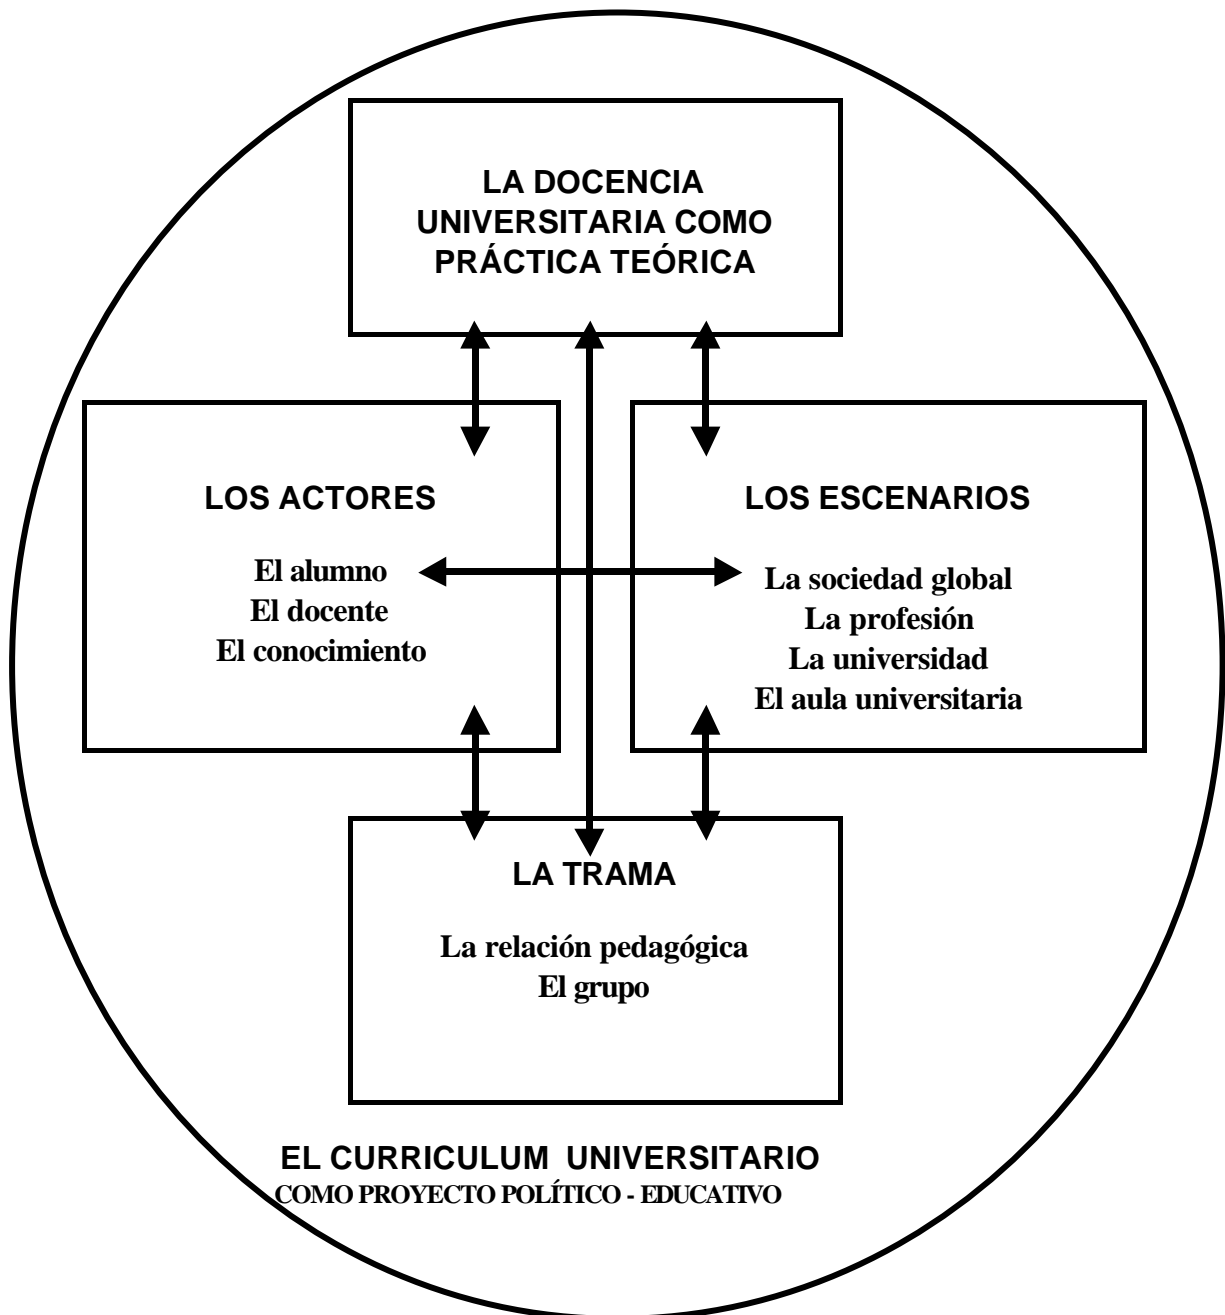 LA DOCENCIA
UNIVERSITARIA COMO
PRÁCTICA TEÓRICA
LOS ACTORES
El alumno
El docente
El conocimiento
LOS ESCENARIOS
La sociedad global
La profesión
La universidad
El aula universitaria
LA TRAMA
La relación pedagógica
El grupo
EL CURRICULUM UNIVERSITARIO
COMO PROYECTO POLÍTICO - EDUCATIVO